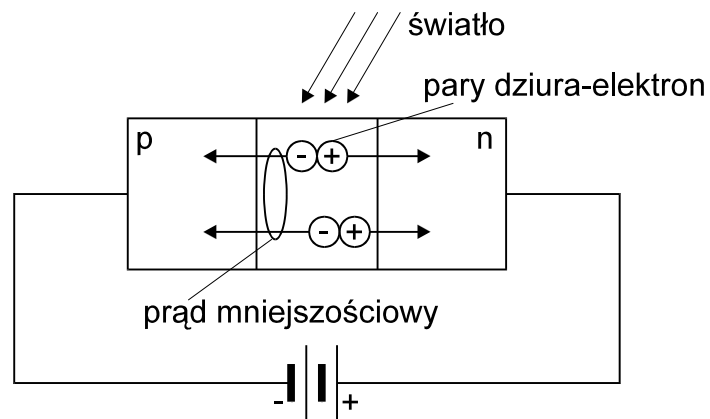 światło
pary dziura-elektron
p
n
- +
- +
prąd mniejszościowy
- +